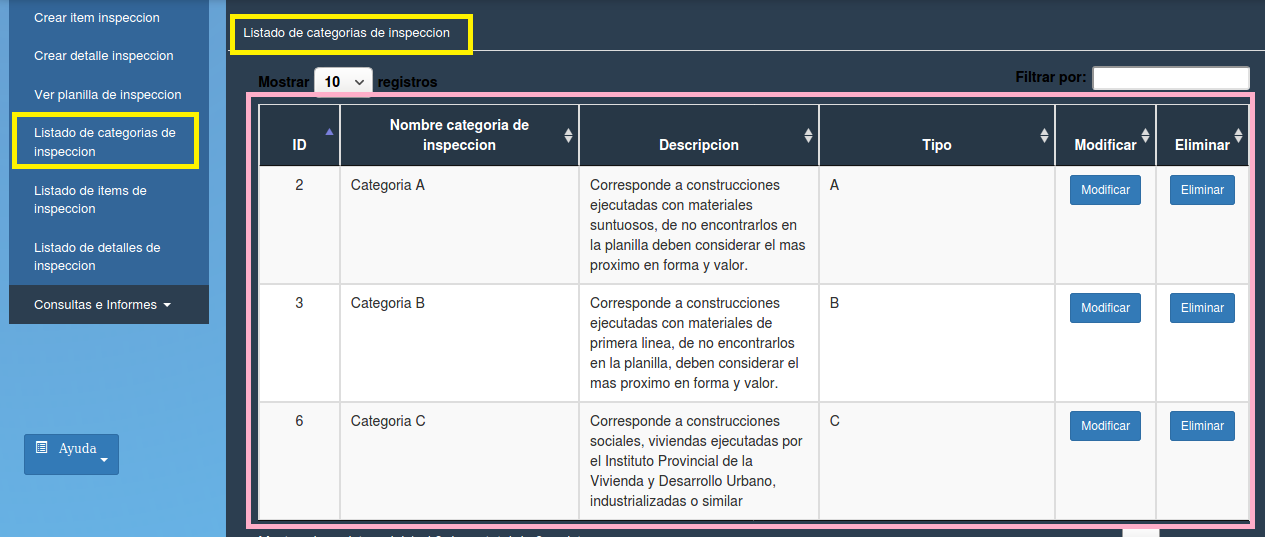 Crear item inspeccion
Crear detalle inspeccion
Ver planilla de inspeccion
Listado de categorias de
inspeccion
Listado de items de
inspeccion
Listado de detalles de
inspeccion
Consultas e Informes
Ayuda
Listado de categorias de inspeccion
Mostrar 10 registros
Filtrar por:
ID
Nombre categoria de
inspeccion
Descripcion
Tipo
Modificar
Eliminar
2
Categoria A
Corresponde a construcciones
ejecutadas con materiales
suntuosos, de no encontrarlos en
la planilla deben considerar el mas
proximo en forma y valor.
A
Modificar
Eliminar
3
Categoria B
Corresponde a construcciones
ejecutadas con materiales de
primera linea, de no encontrarlos
en la planilla, deben considerar el
mas proximo en forma y valor.
B
Modificar
Eliminar
6
Categoria C
Corresponde a construcciones
sociales, viviendas ejecutadas por
el Instituto Provincial de la
Vivienda y Desarrollo Urbano,
industrializadas o similar
C
Modificar
Eliminar